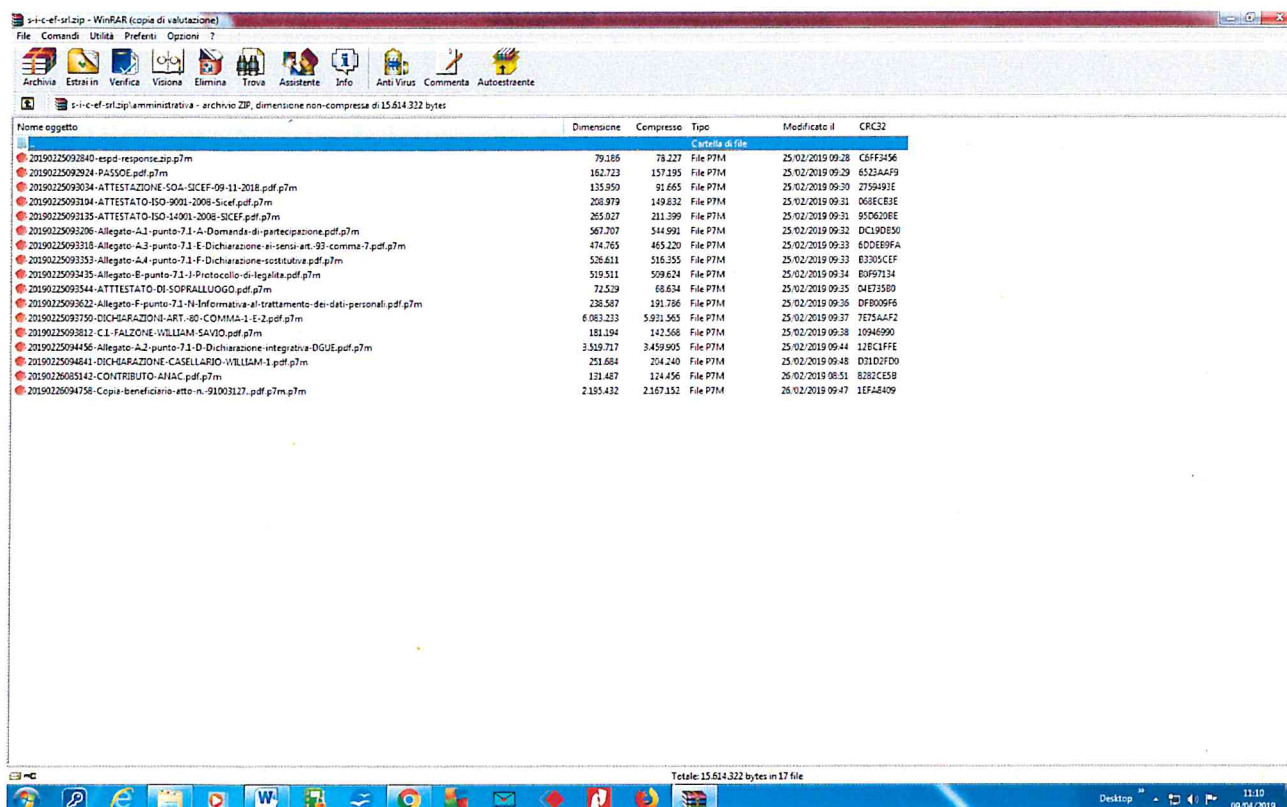 s-i-c-ef-srl.zip - WinRAR (copia di valutazione)
File Comandi Utilità Preferiti Opzioni ?
Archivia Estrai in Verifica Visiona Elimina Trova Assistente Info Anti Virus Commenta Autoestraente
s-i-c-ef-srl.zip\amministrativa - archivio ZIP, dimensione non-compressa di 15.614.322 bytes
Nome oggetto Dimensione Compresso Tipo Modificato il CRC32
.. Cartella di file
20190225092840-espd-response.zip.p7m 79.186 78.227 File P7M 25/02/2019 09:28 C6FF3456
20190225092924-PASSOE.pdf.p7m 162.723 157.195 File P7M 25/02/2019 09:29 6523AAF9
20190225093034-ATTESTAZIONE-SOA-SICEF-09-11-2018.pdf.p7m 135.950 91.665 File P7M 25/02/2019 09:30 2759493E
20190225093104-ATTESTATO-ISO-9001-2008-Sicef.pdf.p7m 208.979 149.832 File P7M 25/02/2019 09:31 068ECB3E
20190225093135-ATTESTATO-ISO-14001-2008-SICEF.pdf.p7m 265.027 211.399 File P7M 25/02/2019 09:31 95D620BE
20190225093206-Allegato-A.1-punto-7.1-A-Domanda-di-partecipazione.pdf.p7m 567.707 544.991 File P7M 25/02/2019 09:32 DC19DB50
20190225093318-Allegato-A.3-punto-7.1-E-Dichiarazione-ai-sensi-art.-93-comma-7.pdf.p7m 474.765 465.220 File P7M 25/02/2019 09:33 6DDEB9FA
20190225093353-Allegato-A.4-punto-7.1-F-Dichiarazione-sostitutiva.pdf.p7m 526.611 516.355 File P7M 25/02/2019 09:33 B3305CEF
20190225093435-Allegato-B-punto-7.1-J-Protocollo-di-legalita.pdf.p7m 519.511 509.624 File P7M 25/02/2019 09:34 B0F97134
20190225093544-ATTTESTATO-DI-SOPRALLUOGO.pdf.p7m 72.529 68.634 File P7M 25/02/2019 09:35 04E735B0
20190225093622-Allegato-F-punto-7.1-N-Informativa-al-trattamento-dei-dati-personali.pdf.p7m 238.587 191.786 File P7M 25/02/2019 09:36 DFB009F6
20190225093750-DICHIARAZIONI-ART.-80-COMMA-1-E-2.pdf.p7m 6.083.233 5.931.565 File P7M 25/02/2019 09:37 7E75AAF2
20190225093812-C.I.-FALZONE-WILLIAM-SAVIO.pdf.p7m 181.194 142.568 File P7M 25/02/2019 09:38 10946990
20190225094456-Allegato-A.2-punto-7.1-D-Dichiarazione-integrativa-DGUE.pdf.p7m 3.519.717 3.459.905 File P7M 25/02/2019 09:44 12BC1FFE
20190225094841-DICHIARAZIONE-CASELLARIO-WILLIAM-1.pdf.p7m 251.684 204.240 File P7M 25/02/2019 09:48 D31D2FD0
20190226085142-CONTRIBUTO-ANAC.pdf.p7m 131.487 124.456 File P7M 26/02/2019 08:51 8282CE5B
20190226094758-Copia-beneficiario-atto-n.-91003127..pdf.p7m.p7m 2.195.432 2.167.152 File P7M 26/02/2019 09:47 1EFA8409
Totale: 15.614.322 bytes in 17 file
Desktop 11:10
09/04/2019